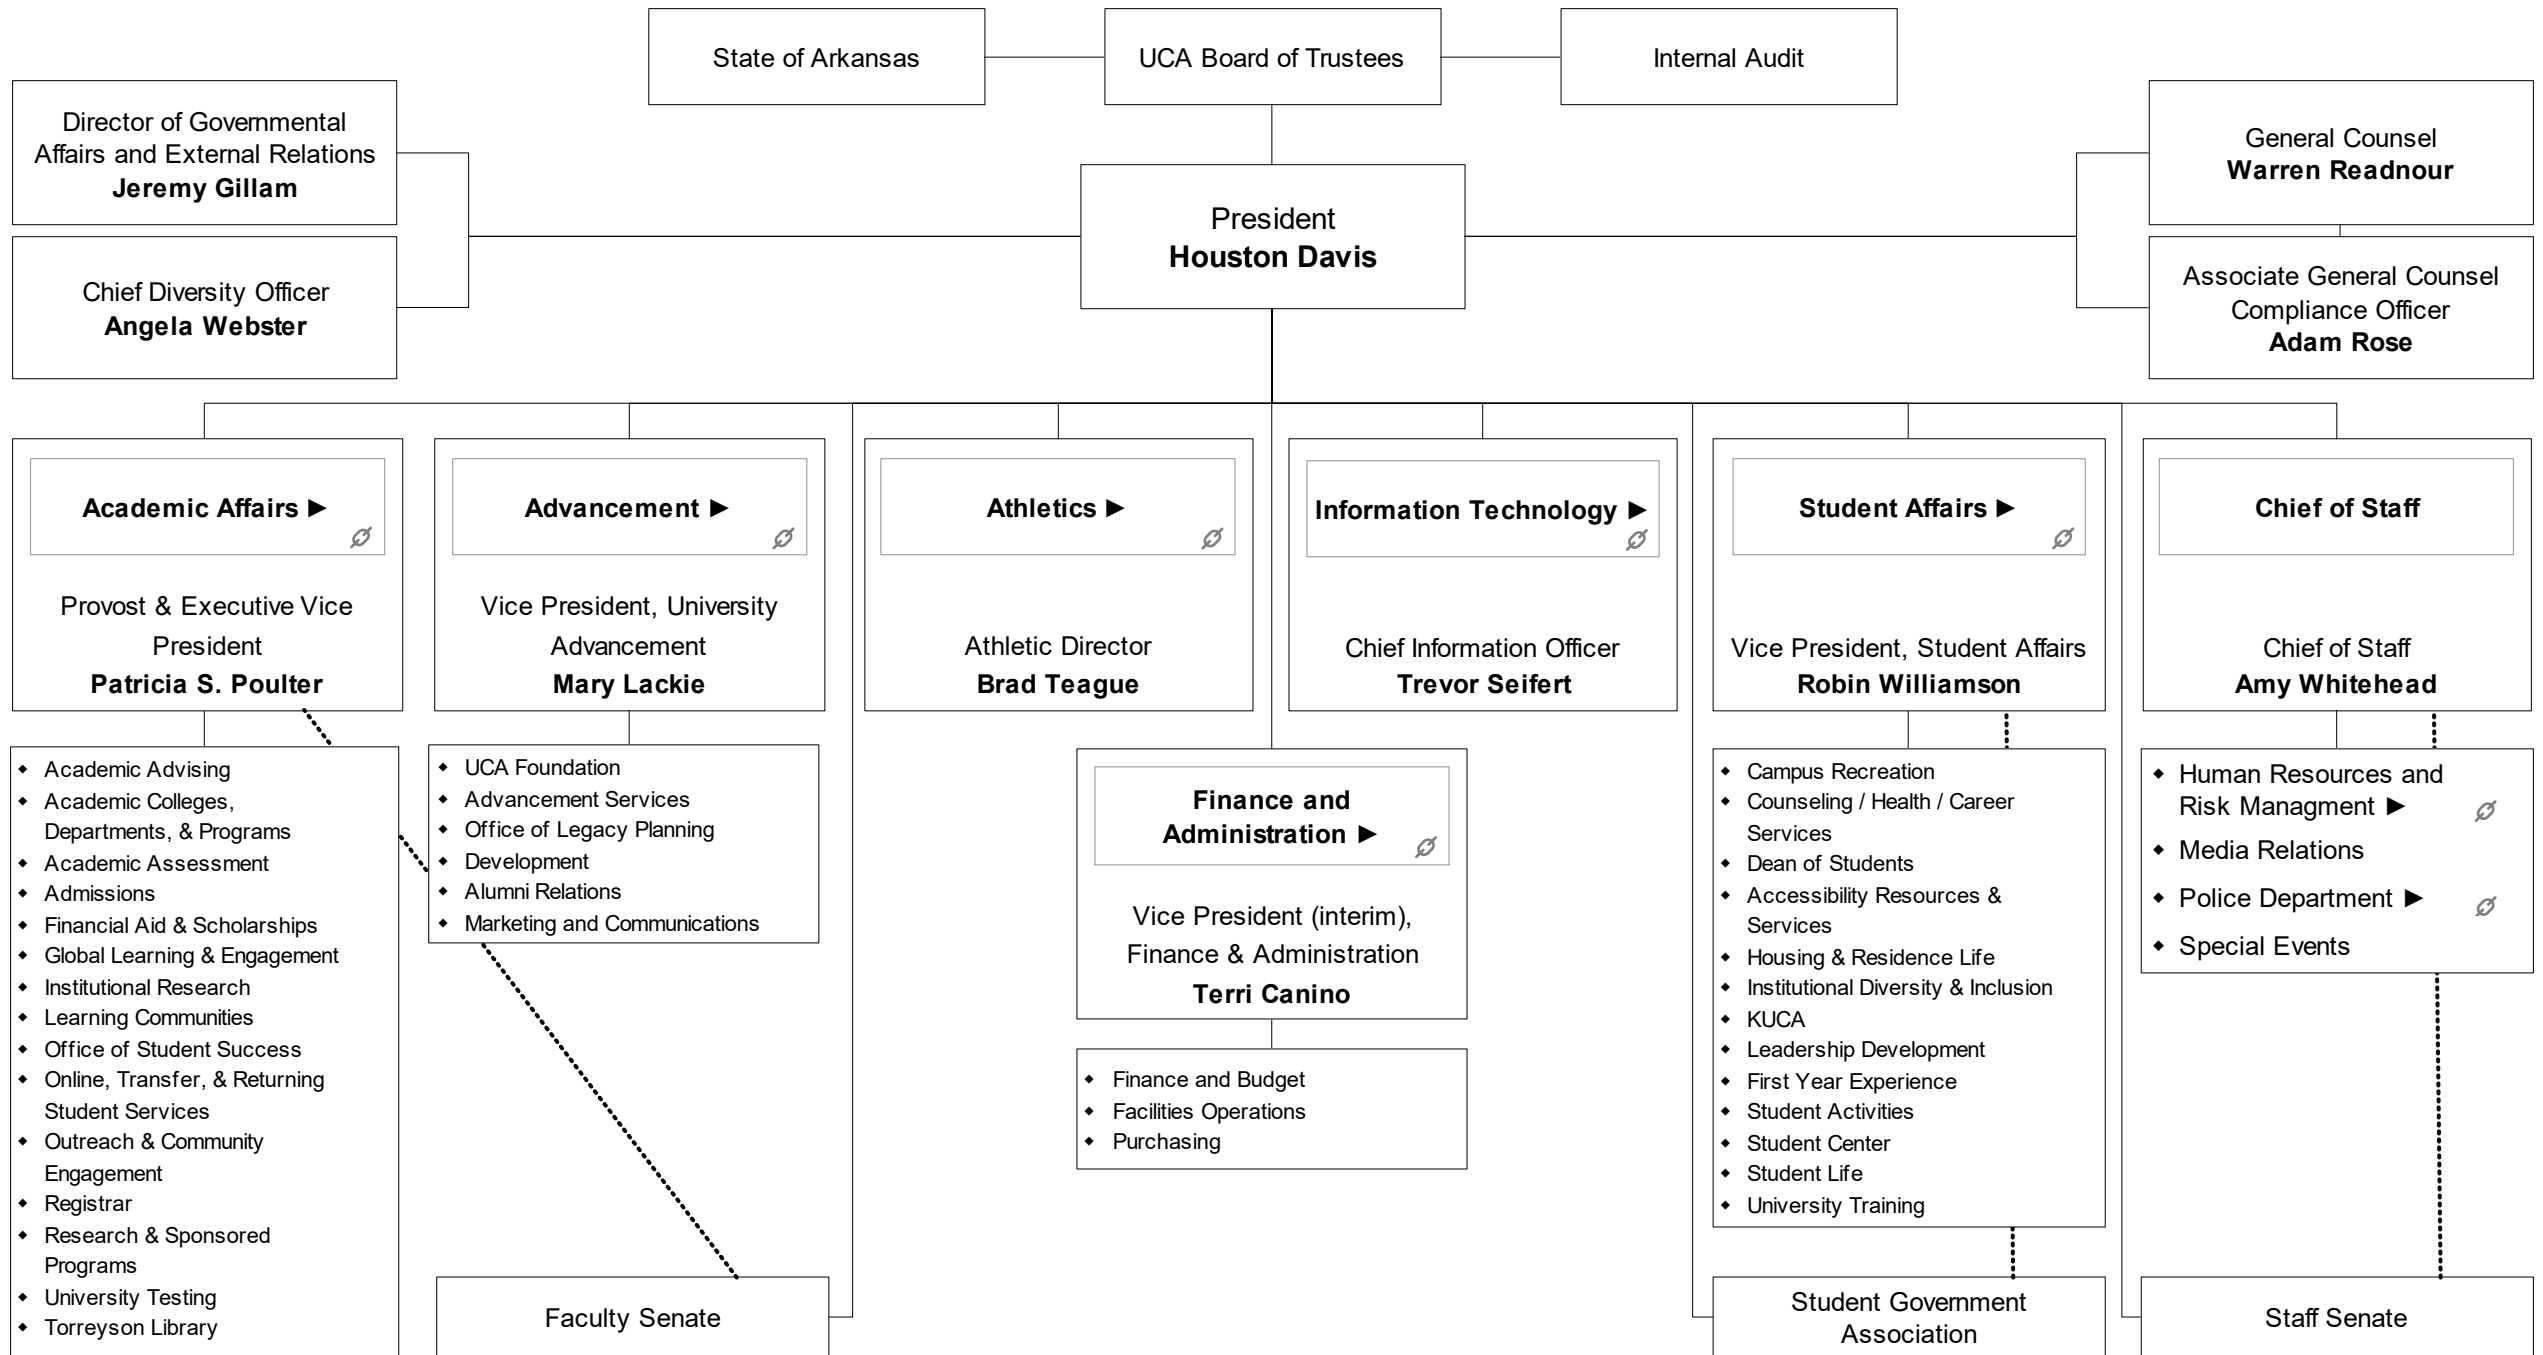 State of Arkansas
UCA Board of Trustees
Internal Audit
Director of Governmental
Affairs and External Relations
Jeremy Gillam
Chief Diversity Officer
Angela Webster
President
Houston Davis
General Counsel
Warren Readnour
Associate General Counsel
Compliance Officer
Adam Rose
Academic Affairs ►
Provost & Executive Vice
President
Patricia S. Poulter
Advancement ►
Vice President, University
Advancement
Mary Lackie
Athletics ►
Athletic Director
Brad Teague
Information Technology ►
Chief Information Officer
Trevor Seifert
Student Affairs ►
Vice President, Student Affairs
Robin Williamson
Chief of Staff
Chief of Staff
Amy Whitehead
◆ Academic Advising
◆ Academic Colleges,
Departments, & Programs
◆ Academic Assessment
◆ Admissions
◆ Financial Aid & Scholarships
◆ Global Learning & Engagement
◆ Institutional Research
◆ Learning Communities
◆ Office of Student Success
◆ Online, Transfer, & Returning
Student Services
◆ Outreach & Community
Engagement
◆ Registrar
◆ Research & Sponsored
Programs
◆ University Testing
◆ Torreyson Library
◆ UCA Foundation
◆ Advancement Services
◆ Office of Legacy Planning
◆ Development
◆ Alumni Relations
◆ Marketing and Communications
Finance and
Administration ►
Vice President (interim),
Finance & Administration
Terri Canino
◆ Finance and Budget
◆ Facilities Operations
◆ Purchasing
◆ Campus Recreation
◆ Counseling / Health / Career
Services
◆ Dean of Students
◆ Accessibility Resources &
Services
◆ Housing & Residence Life
◆ Institutional Diversity & Inclusion
◆ KUCA
◆ Leadership Development
◆ First Year Experience
◆ Student Activities
◆ Student Center
◆ Student Life
◆ University Training
◆ Human Resources and
Risk Managment ►
◆ Media Relations
◆ Police Department ►
◆ Special Events
Faculty Senate
Student Government
Association
Staff Senate